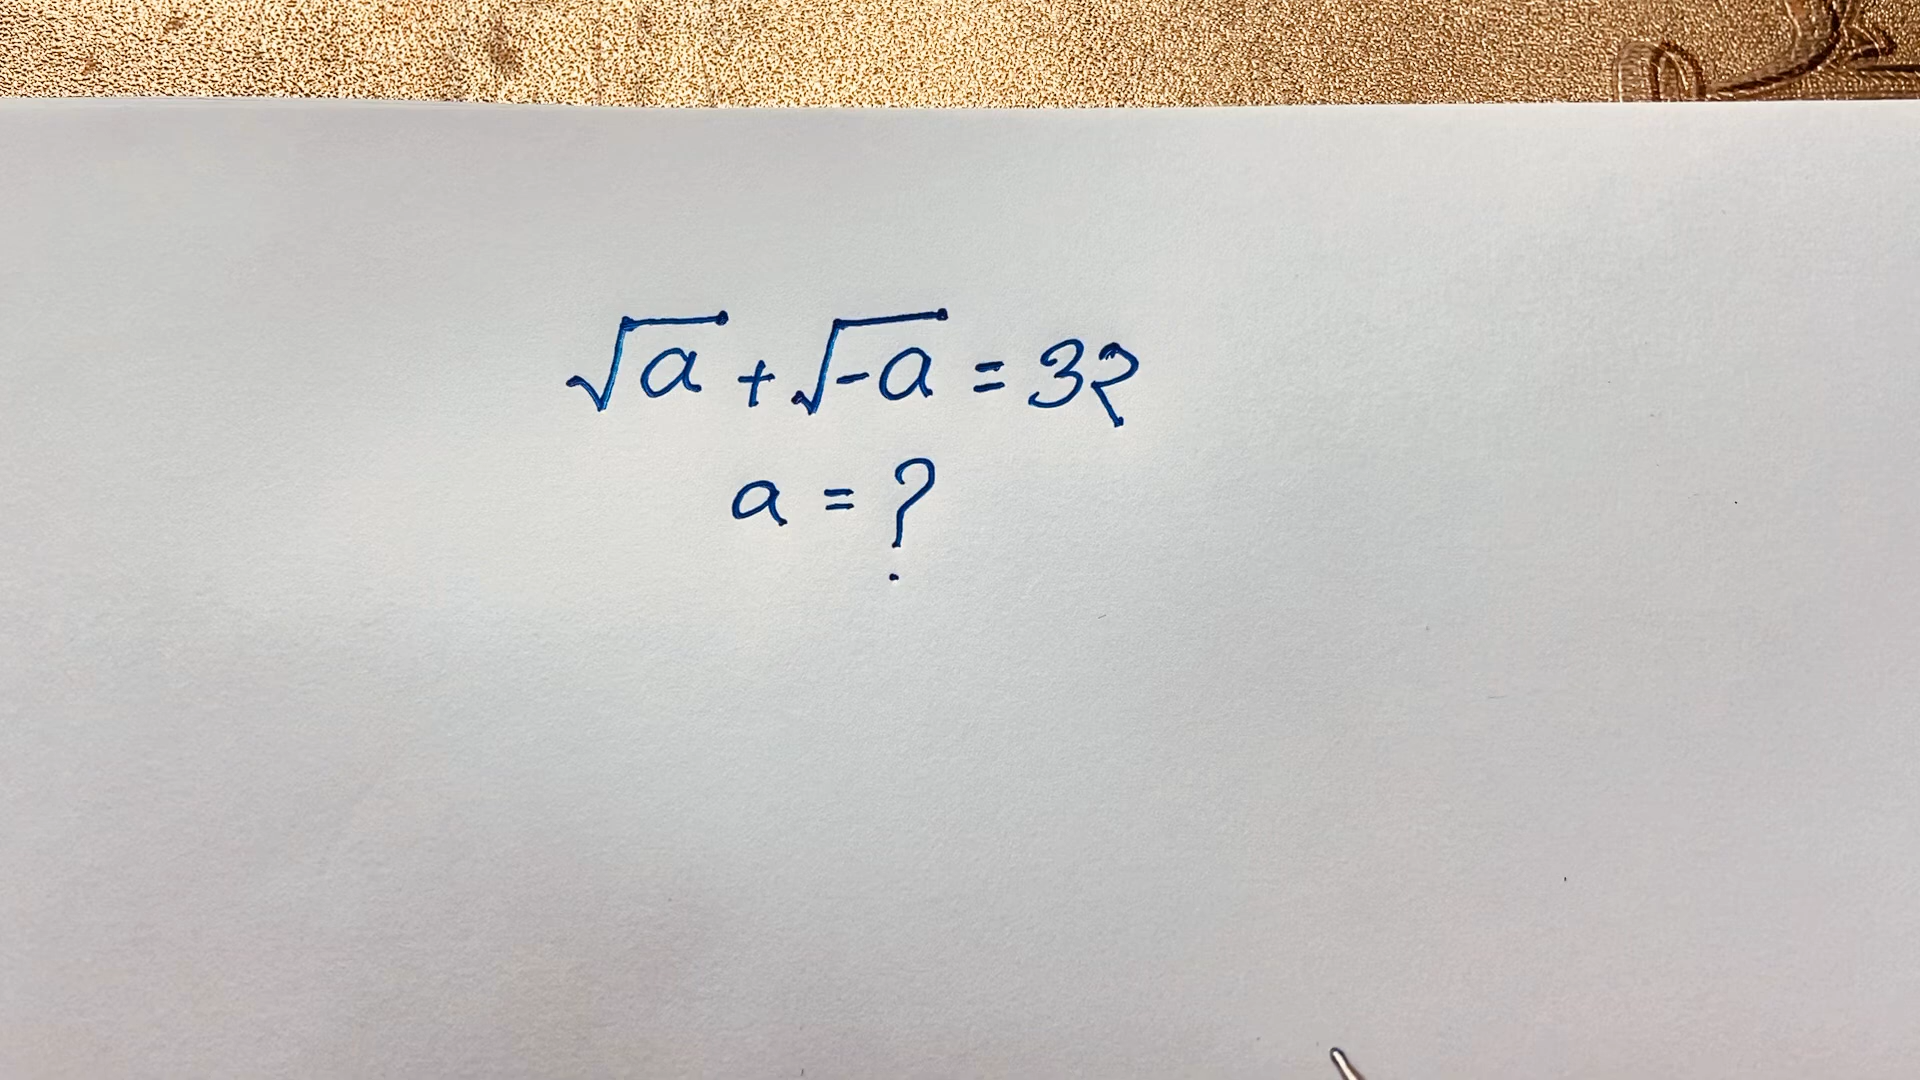 √a + √-a = 32
a = ?